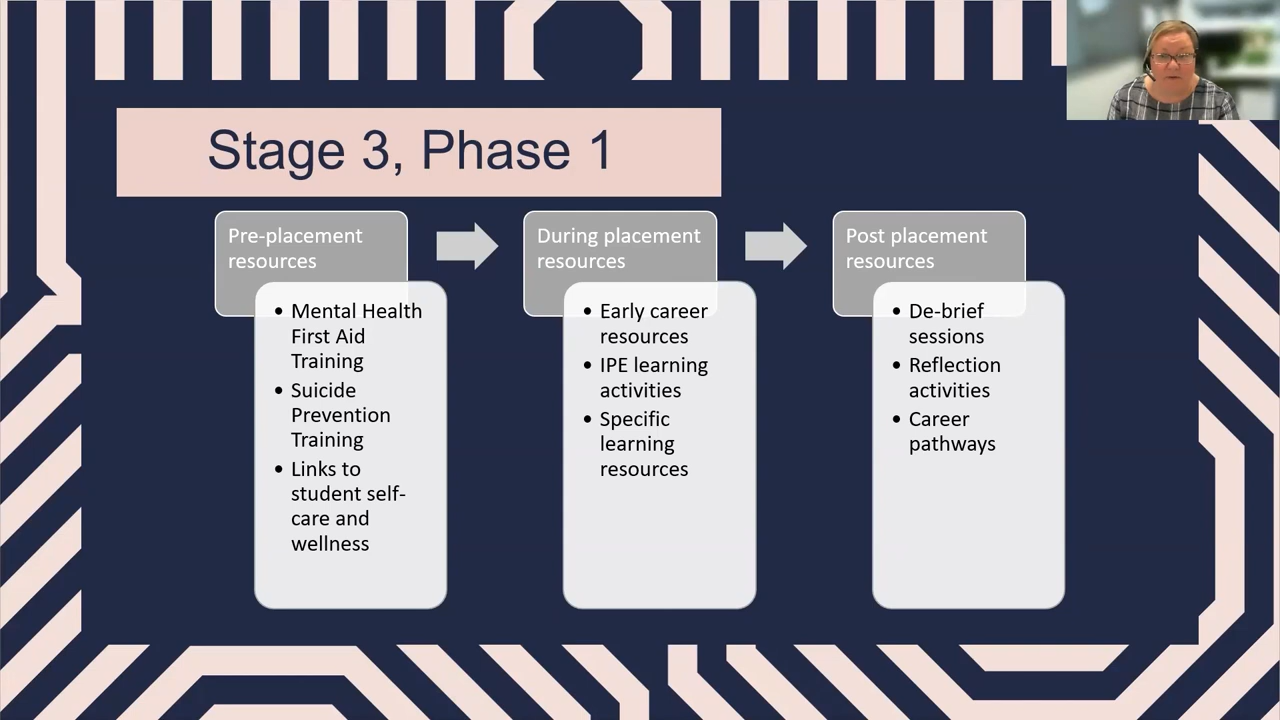 Stage 3, Phase 1
Pre-placement
resources
• Mental Health
First Aid
Training
• Suicide
Prevention
Training
• Links to
student self-
care and
wellness
During placement
resources
• Early career
resources
• IPE learning
activities
• Specific
learning
resources
Post placement
resources
• De-brief
sessions
• Reflection
activities
• Career
pathways